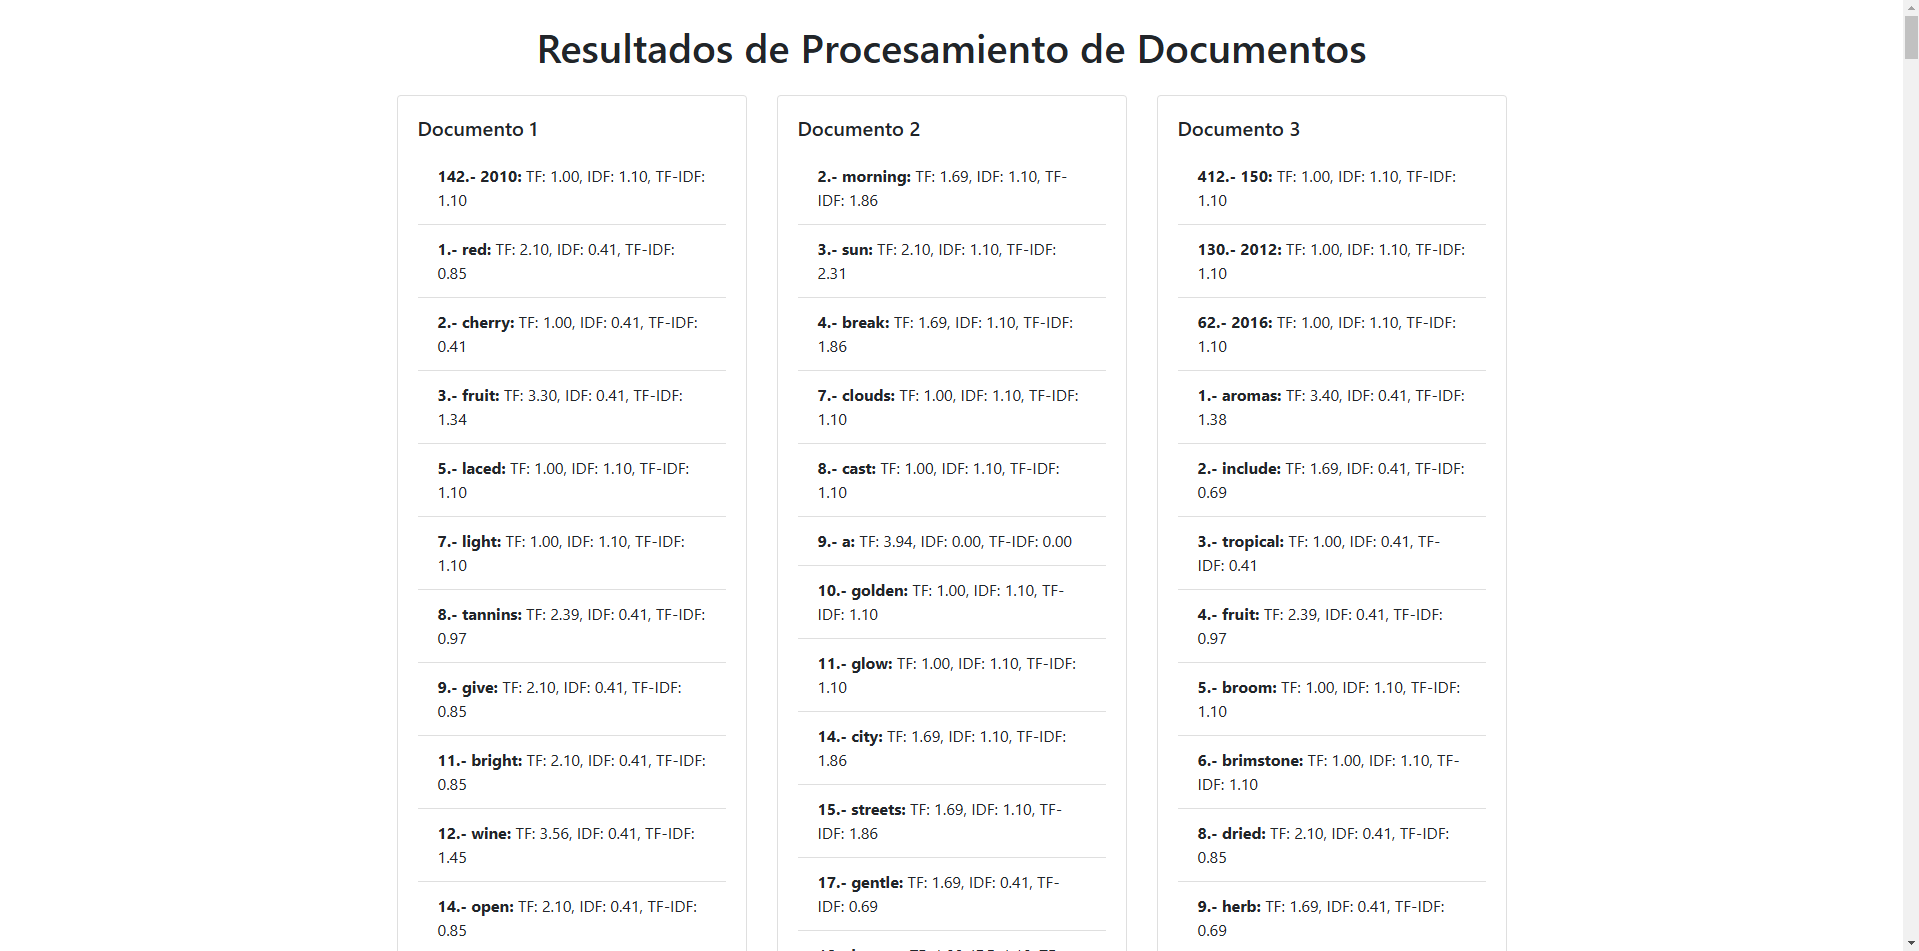 Resultados de Procesamiento de Documentos
Documento 1
142.- 2010: TF: 1.00, IDF: 1.10, TF-IDF:
1.10
1.- red: TF: 2.10, IDF: 0.41, TF-IDF:
0.85
2.- cherry: TF: 1.00, IDF: 0.41, TF-IDF:
0.41
3.- fruit: TF: 3.30, IDF: 0.41, TF-IDF:
1.34
5.- laced: TF: 1.00, IDF: 1.10, TF-IDF:
1.10
7.- light: TF: 1.00, IDF: 1.10, TF-IDF:
1.10
8.- tannins: TF: 2.39, IDF: 0.41, TF-IDF:
0.97
9.- give: TF: 2.10, IDF: 0.41, TF-IDF:
0.85
11.- bright: TF: 2.10, IDF: 0.41, TF-IDF:
0.85
12.- wine: TF: 3.56, IDF: 0.41, TF-IDF:
1.45
14.- open: TF: 2.10, IDF: 0.41, TF-IDF:
0.85
Documento 2
2.- morning: TF: 1.69, IDF: 1.10, TF-
IDF: 1.86
3.- sun: TF: 2.10, IDF: 1.10, TF-IDF:
2.31
4.- break: TF: 1.69, IDF: 1.10, TF-IDF:
1.86
7.- clouds: TF: 1.00, IDF: 1.10, TF-IDF:
1.10
8.- cast: TF: 1.00, IDF: 1.10, TF-IDF:
1.10
9.- a: TF: 3.94, IDF: 0.00, TF-IDF: 0.00
10.- golden: TF: 1.00, IDF: 1.10, TF-
IDF: 1.10
11.- glow: TF: 1.00, IDF: 1.10, TF-IDF:
1.10
14.- city: TF: 1.69, IDF: 1.10, TF-IDF:
1.86
15.- streets: TF: 1.69, IDF: 1.10, TF-
IDF: 1.86
17.- gentle: TF: 1.69, IDF: 0.41, TF-
IDF: 0.69
Documento 3
412.- 150: TF: 1.00, IDF: 1.10, TF-IDF:
1.10
130.- 2012: TF: 1.00, IDF: 1.10, TF-IDF:
1.10
62.- 2016: TF: 1.00, IDF: 1.10, TF-IDF:
1.10
1.- aromas: TF: 3.40, IDF: 0.41, TF-IDF:
1.38
2.- include: TF: 1.69, IDF: 0.41, TF-IDF:
0.69
3.- tropical: TF: 1.00, IDF: 0.41, TF-
IDF: 0.41
4.- fruit: TF: 2.39, IDF: 0.41, TF-IDF:
0.97
5.- broom: TF: 1.00, IDF: 1.10, TF-IDF:
1.10
6.- brimstone: TF: 1.00, IDF: 1.10, TF-
IDF: 1.10
8.- dried: TF: 2.10, IDF: 0.41, TF-IDF:
0.85
9.- herb: TF: 1.69, IDF: 0.41, TF-IDF:
0.69